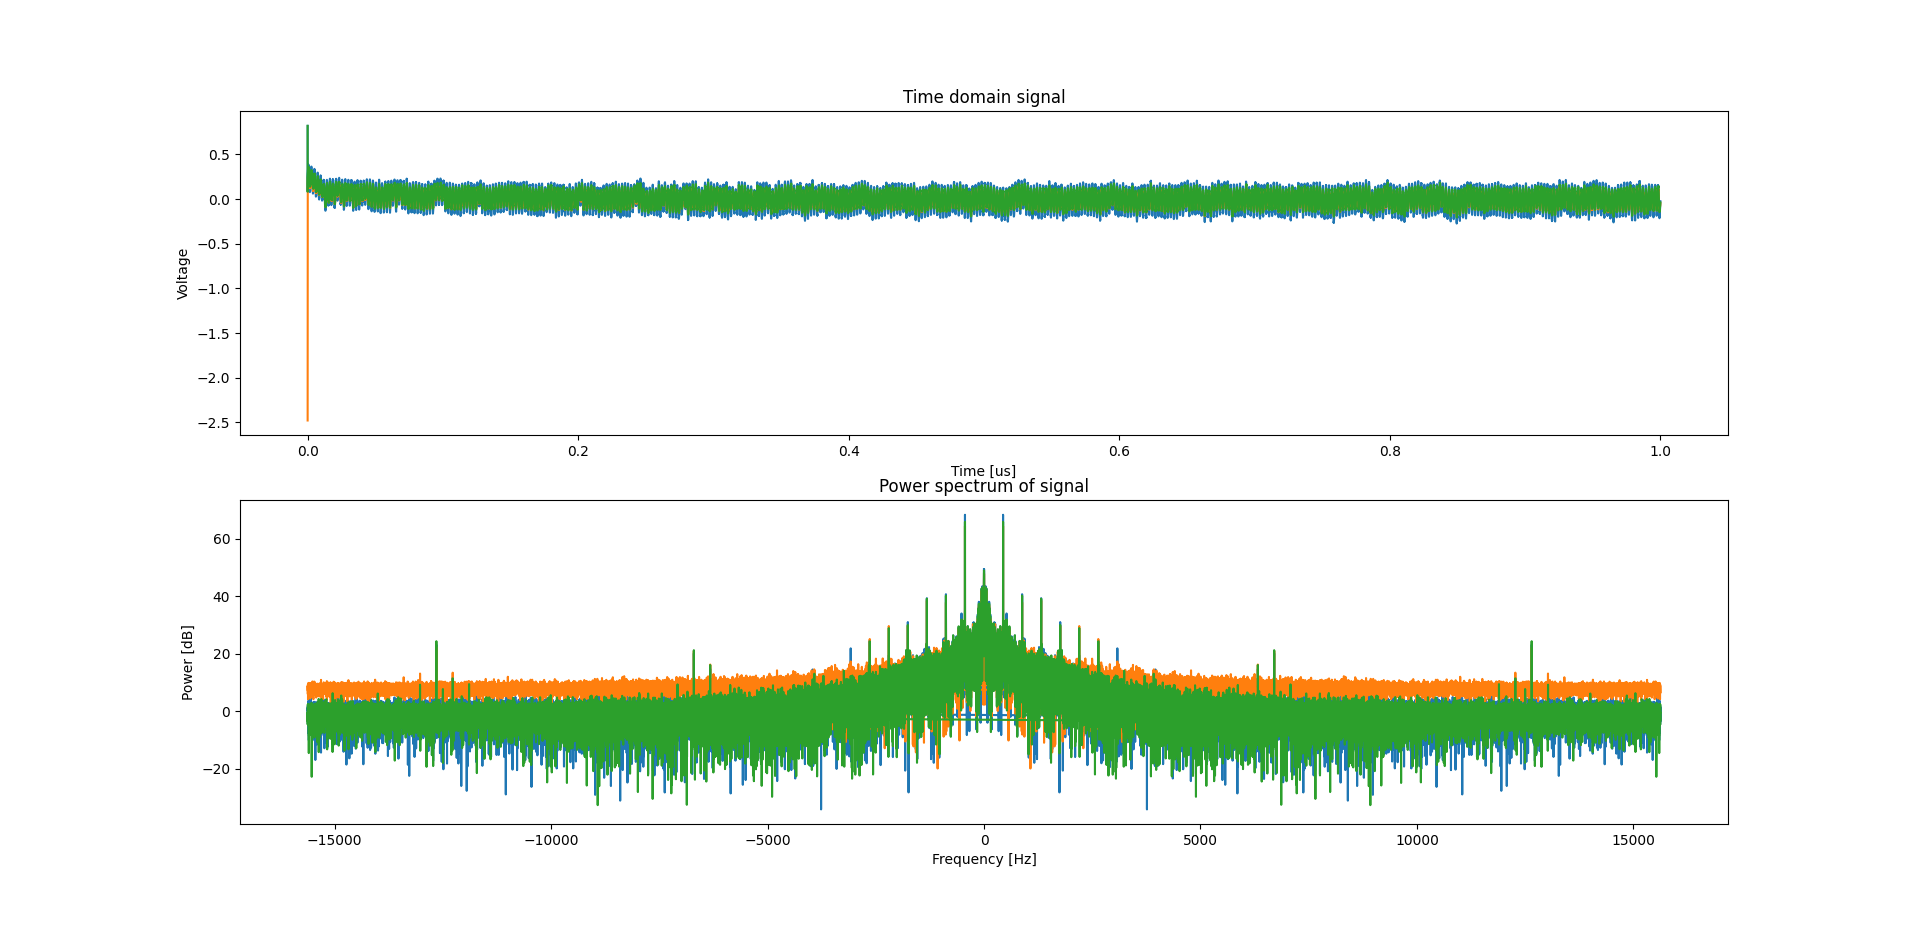 Time domain signal
0.5
0.0
−0.5
−1.0
−1.5
−2.0
−2.5
Voltage
0.0 0.2 0.4 0.6 0.8 1.0
Time [us]
Power spectrum of signal
60
40
20
0
−20
Power [dB]
−15000 −10000 −5000 0 5000 10000 15000
Frequency [Hz]